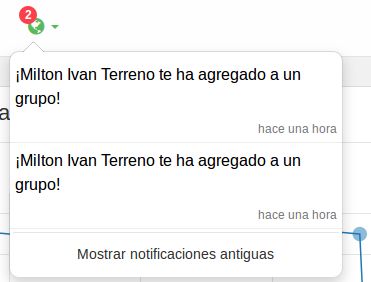 2
¡Milton Ivan Terreno te ha agregado a un
grupo!
hace una hora
¡Milton Ivan Terreno te ha agregado a un
grupo!
hace una hora
Mostrar notificaciones antiguas